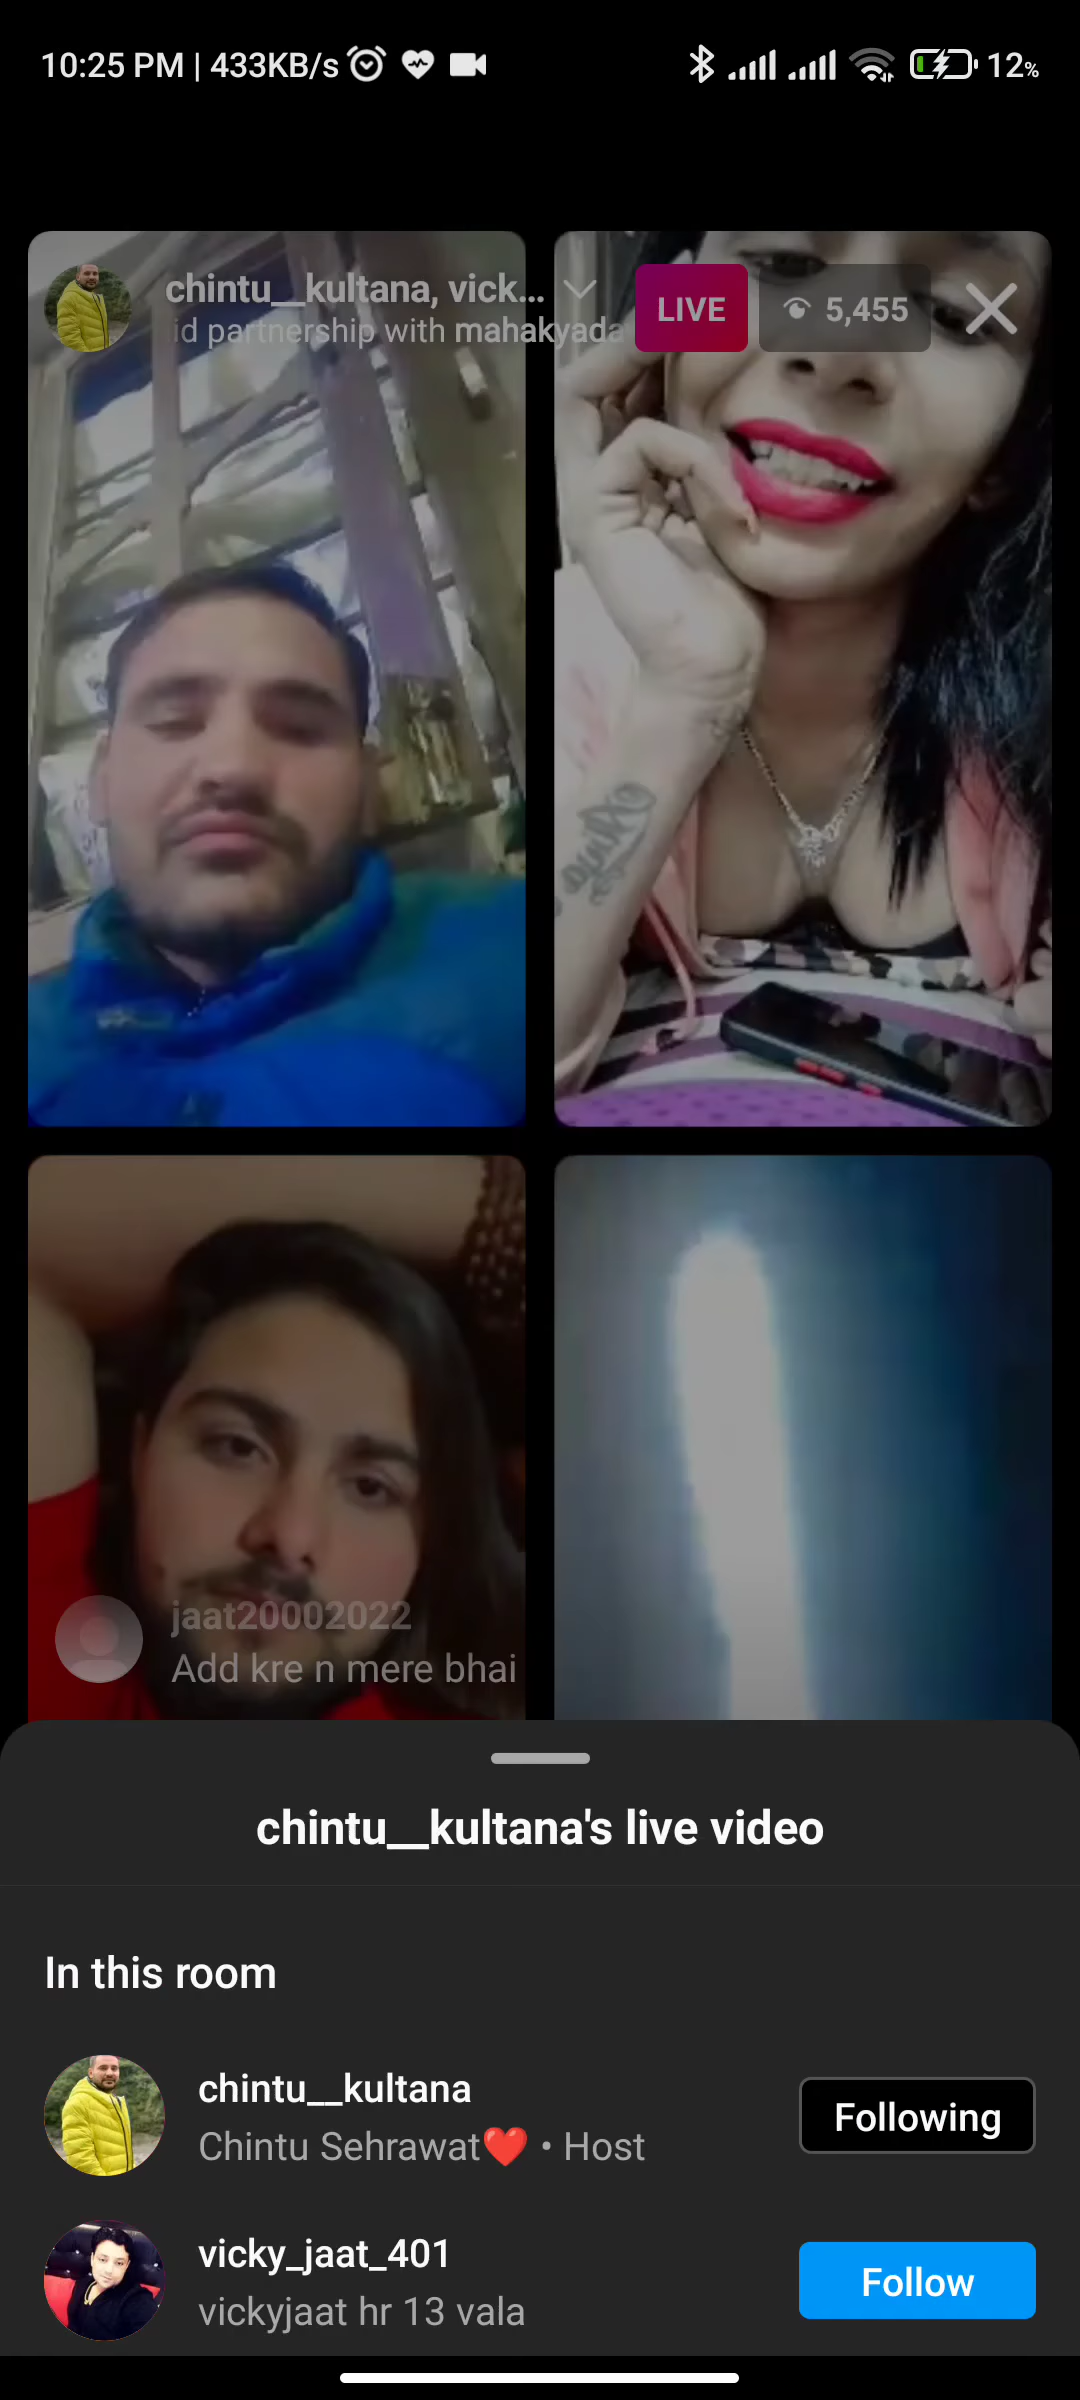 10:25 PM | 433KB/s
12%
chintu__kultana, vick...
id partnership with mahakyada
LIVE
5,455
jaat20002022
Add kre n mere bhai
chintu__kultana's live video
In this room
chintu__kultana
Chintu Sehrawat❤️ • Host
Following
vicky_jaat_401
vickyjaat hr 13 vala
Follow